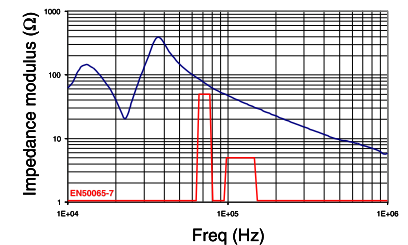 Impedance modulus (Ω)
1000
100
10
1
EN50065-7
1E+04
1E+05
1E+06
Freq (Hz)